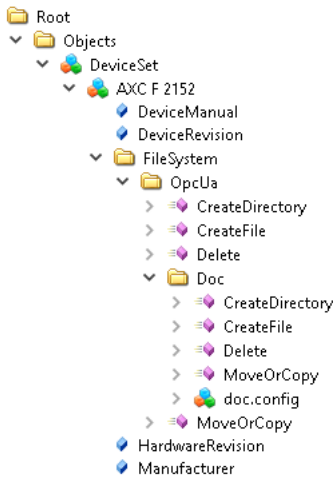 Root
Objects
DeviceSet
AXC F 2152
DeviceManual
DeviceRevision
FileSystem
OpcUa
CreateDirectory
CreateFile
Delete
Doc
CreateDirectory
CreateFile
Delete
MoveOrCopy
doc.config
MoveOrCopy
HardwareRevision
Manufacturer